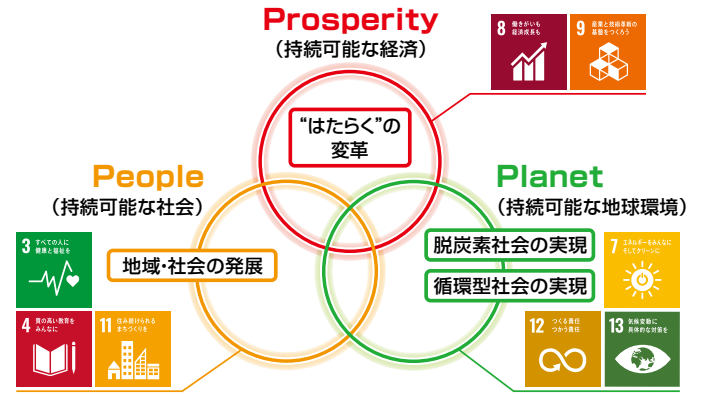 Prosperity
(持続可能な経済)
8 働きがいも
経済成長も
9 産業と技術革新の
基盤をつくろう
“はたらく”の
変革
People
(持続可能な社会)
Planet
(持続可能な地球環境)
3 すべての人に
健康と福祉を
地域・社会の発展
脱炭素社会の実現
循環型社会の実現
7 エネルギーをみんなに
そしてクリーンに
4 質の高い教育を
みんなに
11 住み続けられる
まちづくりを
12 つくる責任
つかう責任
13 気候変動に
具体的な対策を